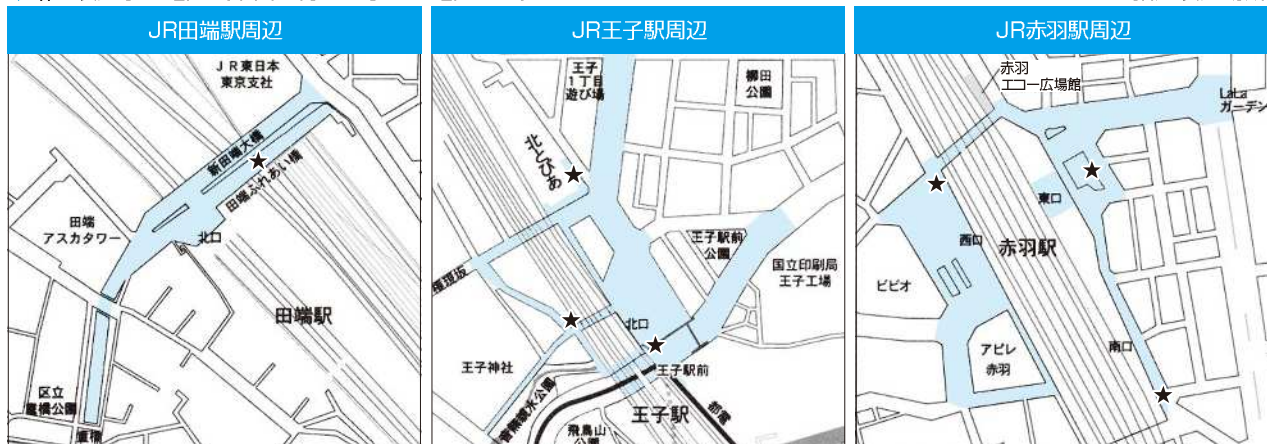 JR田端駅周辺
JR東日本
東京支社
新田端大橋
田端ふれあい橋
田端
アスカタワー
北口
田端駅
区立
童橋公園
童橋
JR王子駅周辺
王子
1丁目
遊び場
柳田
公園
北とぴあ
王子駅前
公園
国立印刷局
王子工場
権現坂
北口
王子神社
王子駅前
音無親水公園
王子駅
都電
飛鳥山
公園
JR赤羽駅周辺
赤羽
エコー広場館
LaLa
ガーデン
東口
西口
赤羽駅
ビビオ
アピレ
赤羽
南口